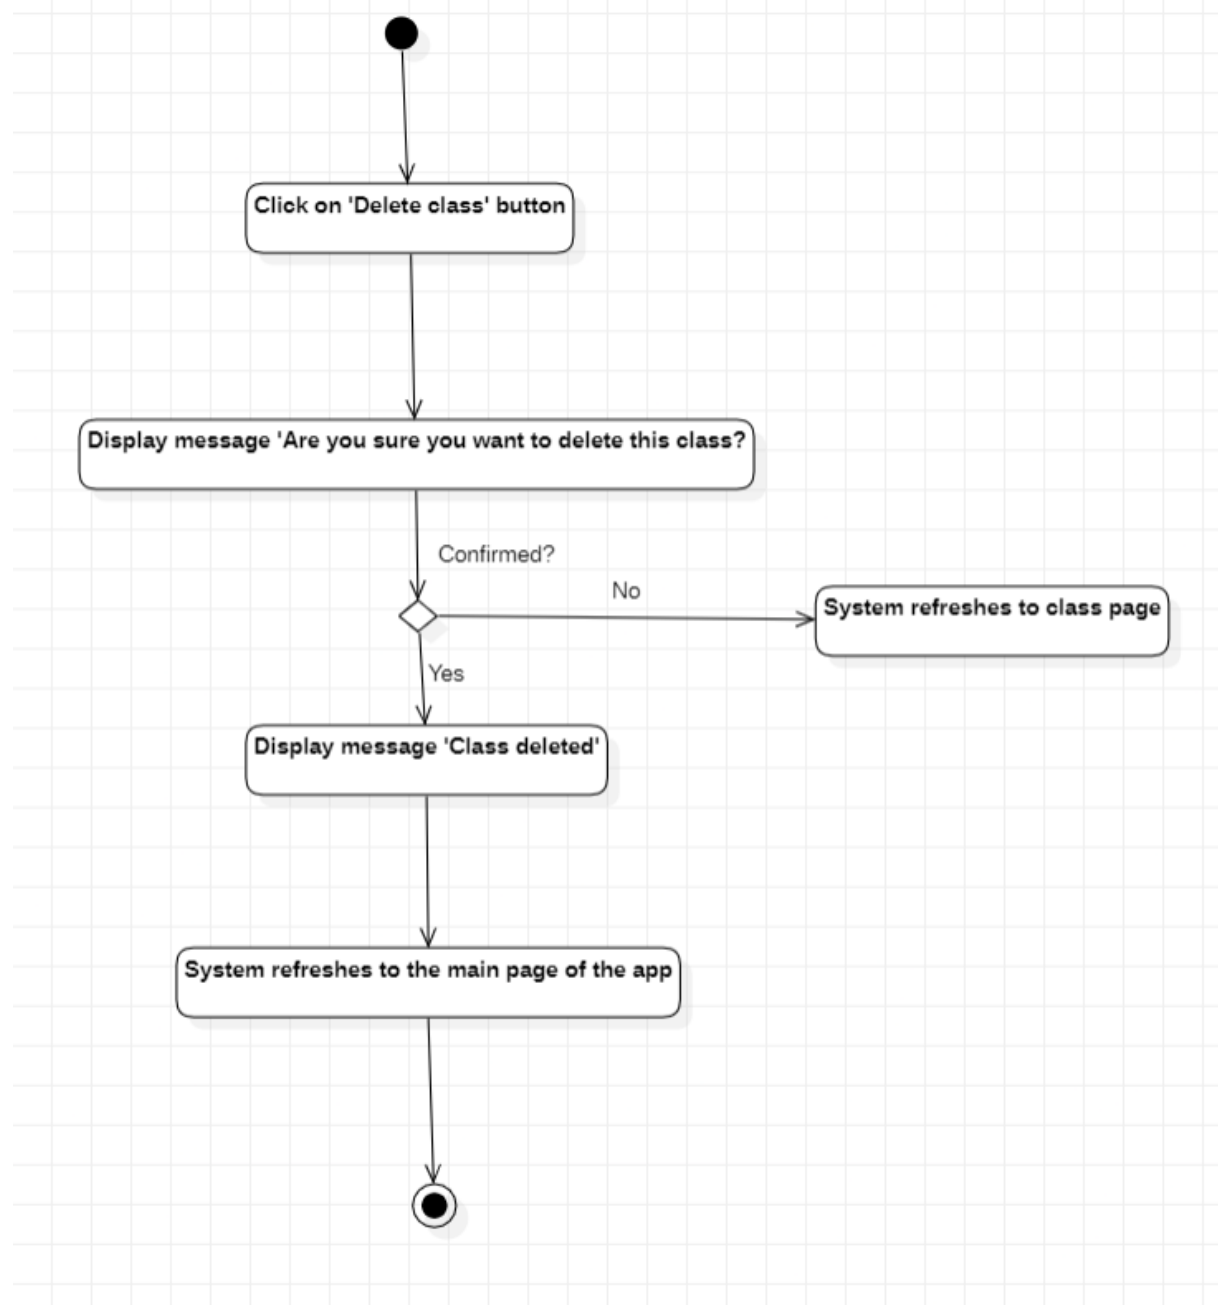 Click on 'Delete class' button
Display message 'Are you sure you want to delete this class?
Confirmed?
No
System refreshes to class page
Yes
Display message 'Class deleted'
System refreshes to the main page of the app